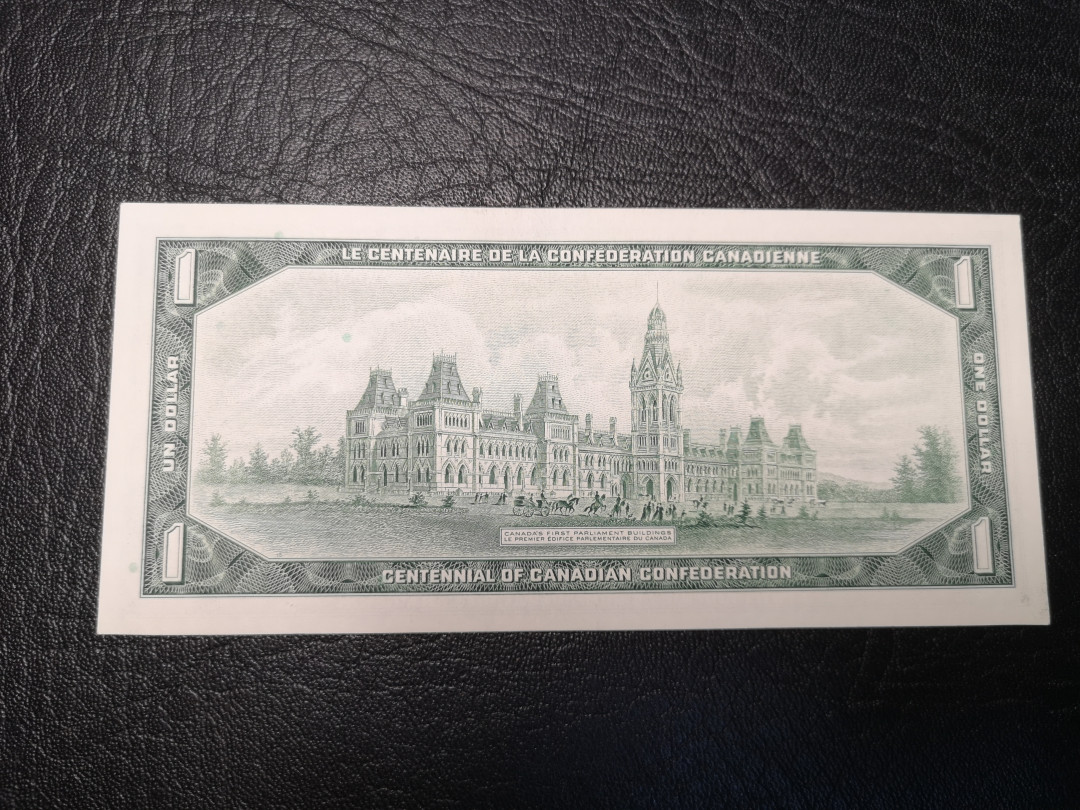 1
LE CENTENAIRE DE LA CONFEDERATION CANADIENNE
1
UN DOLLAR
ONE DOLLAR
CANADA'S FIRST PARLIAMENT BUILDINGS
LE PREMIER ÉDIFICE PARLEMENTAIRE DU CANADA
1
CENTENNIAL OF CANADIAN CONFEDERATION
1